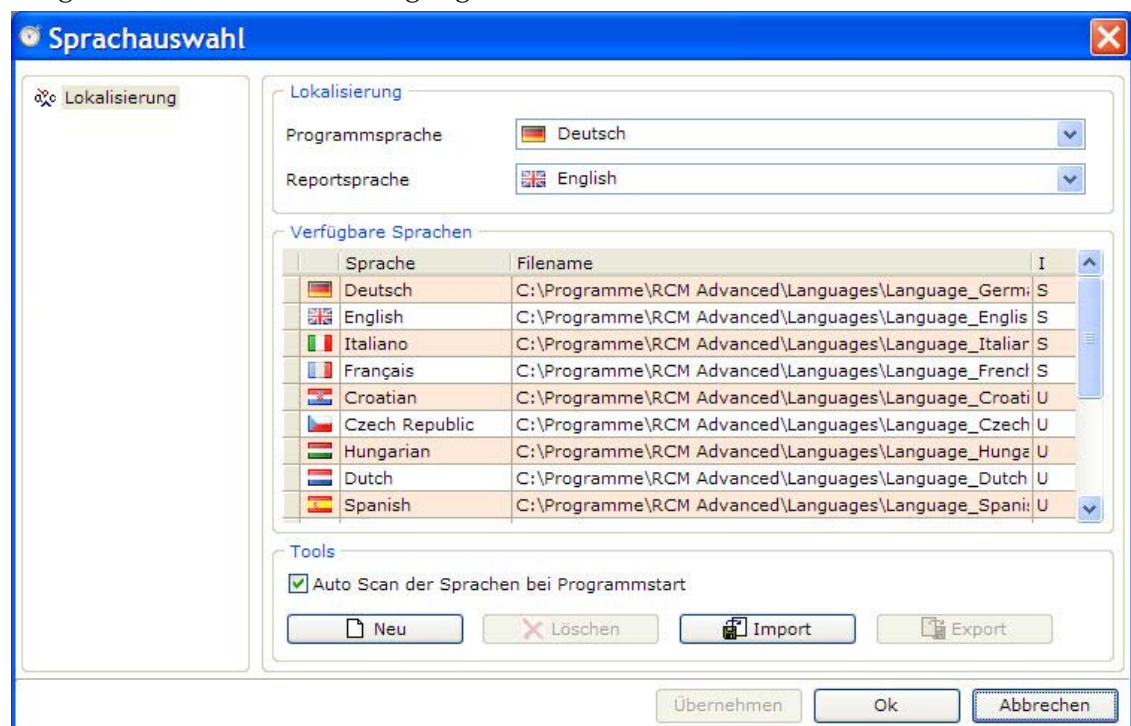 Sprachauswahl
Lokalisierung
Lokalisierung
Programmsprache Deutsch
Reportsprache English
Verfügbare Sprachen
Sprache Filename I
Deutsch C:\Programme\RCM Advanced\Languages\Language_Germ S
English C:\Programme\RCM Advanced\Languages\Language_Englis S
Italiano C:\Programme\RCM Advanced\Languages\Language_Italiar S
Français C:\Programme\RCM Advanced\Languages\Language_French S
Croatian C:\Programme\RCM Advanced\Languages\Language_Croati U
Czech Republic C:\Programme\RCM Advanced\Languages\Language_Czech U
Hungarian C:\Programme\RCM Advanced\Languages\Language_Hunga U
Dutch C:\Programme\RCM Advanced\Languages\Language_Dutch U
Spanish C:\Programme\RCM Advanced\Languages\Language_Spani U
Tools
Auto Scan der Sprachen bei Programmstart
Neu Löschen Import Export
Übernehmen Ok Abbrechen